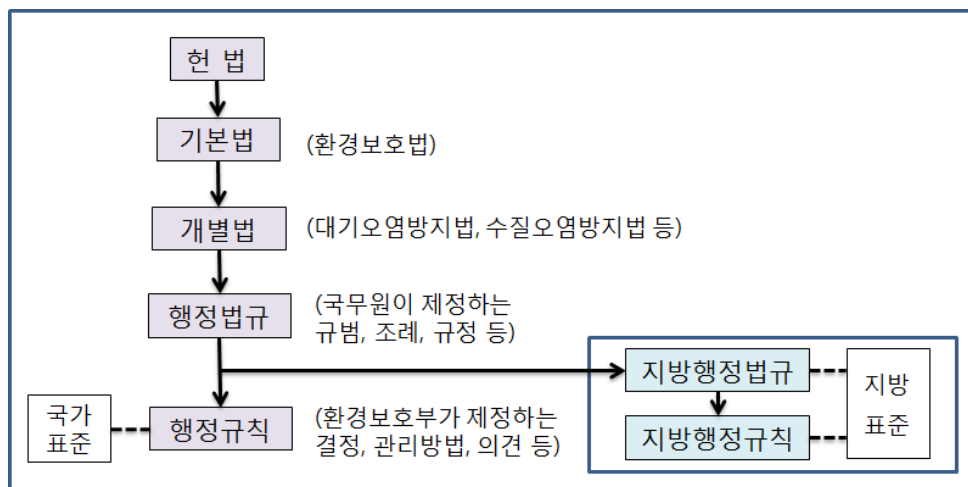 헌 법
기본법
(환경보호법)
개별법
(대기오염방지법, 수질오염방지법 등)
행정법규
(국무원이 제정하는
규범, 조례, 규정 등)
지방행정법규
지방
표준
국가
표준
행정규칙
(환경보호부가 제정하는
결정, 관리방법, 의견 등)
지방행정규칙